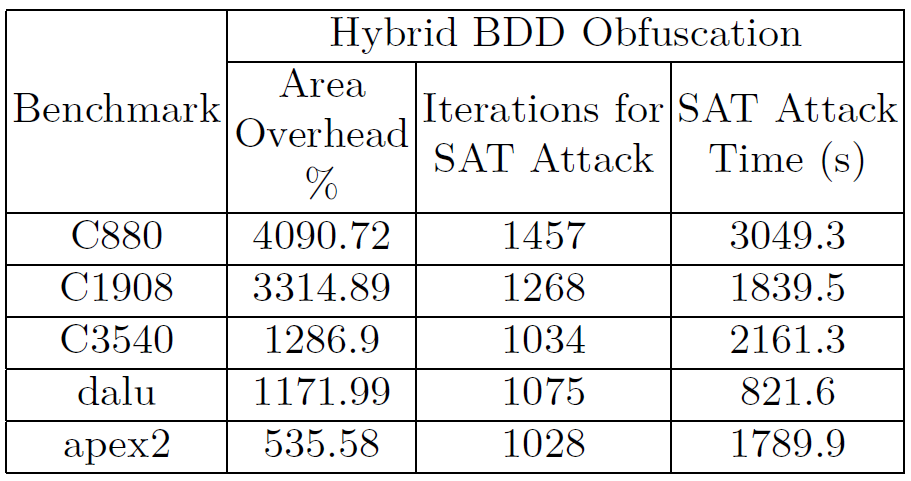 Benchmark
Hybrid BDD Obfuscation
Area
Overhead
%
Iterations for
SAT Attack
SAT Attack
Time (s)
C880 4090.72 1457 3049.3
C1908 3314.89 1268 1839.5
C3540 1286.9 1034 2161.3
dalu 1171.99 1075 821.6
apex2 535.58 1028 1789.9